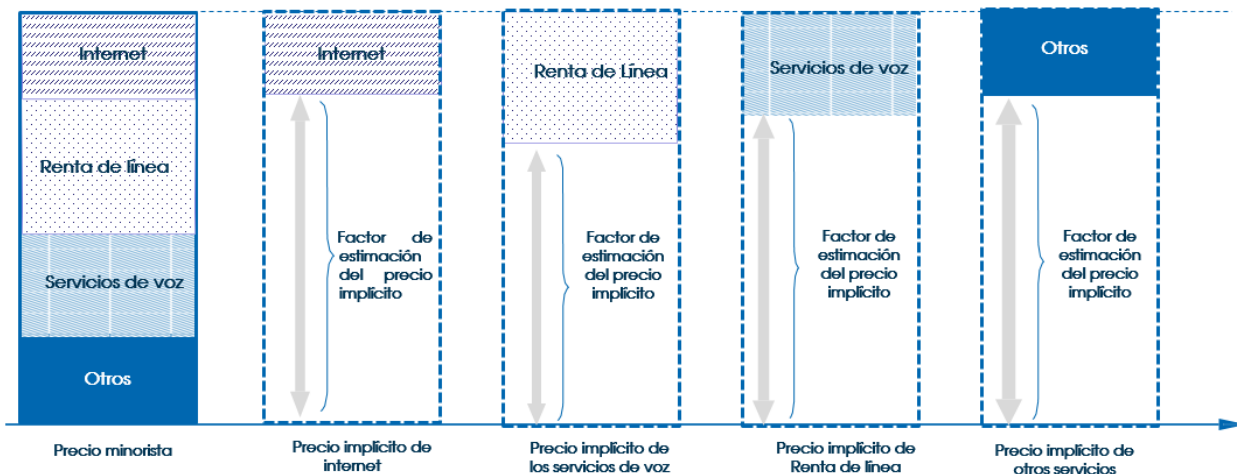 Internet
Renta de línea
Servicios de voz
Otros
Precio minorista
Internet
Factor de
estimación
del precio
implícito
Precio implícito de
internet
Renta de Línea
Factor de
estimación
del precio
implícito
Precio implícito de
los servicios de voz
Servicios de voz
Factor de
estimación
del precio
implícito
Precio implícito de
Renta de línea
Otros
Factor de
estimación
del precio
implícito
Precio implícito de
otros servicios